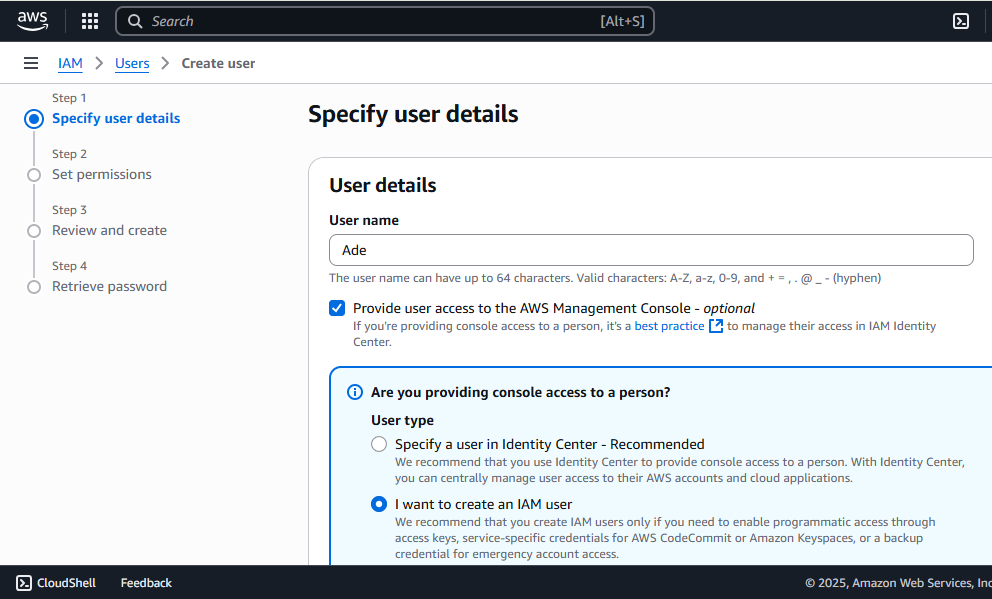 aws
Search [Alt+S]
IAM > Users > Create user
Step 1
Specify user details
Step 2
Set permissions
Step 3
Review and create
Step 4
Retrieve password
Specify user details
User details
User name
Ade
The user name can have up to 64 characters. Valid characters: A-Z, a-z, 0-9, and + = , . @ _ - (hyphen)
Provide user access to the AWS Management Console - optional
If you're providing console access to a person, it's a best practice to manage their access in IAM Identity
Center.
Are you providing console access to a person?
User type
Specify a user in Identity Center - Recommended
We recommend that you use Identity Center to provide console access to a person. With Identity Center,
you can centrally manage user access to their AWS accounts and cloud applications.
I want to create an IAM user
We recommend that you create IAM users only if you need to enable programmatic access through
access keys, service-specific credentials for AWS CodeCommit or Amazon Keyspaces, or a backup
credential for emergency account access.
CloudShell Feedback © 2025, Amazon Web Services, Inc